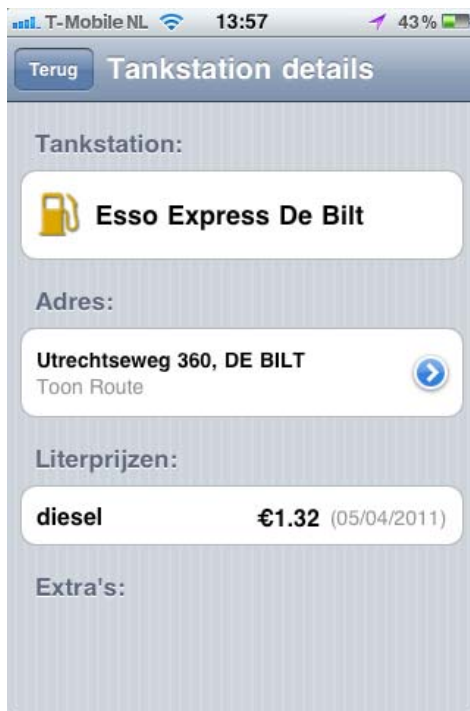 T-Mobile NL 13:57 43%
Terug Tankstation details
Tankstation:
Esso Express De Bilt
Adres:
Utrechtseweg 360, DE BILT
Toon Route
Literprijzen:
diesel €1.32 (05/04/2011)
Extra's: